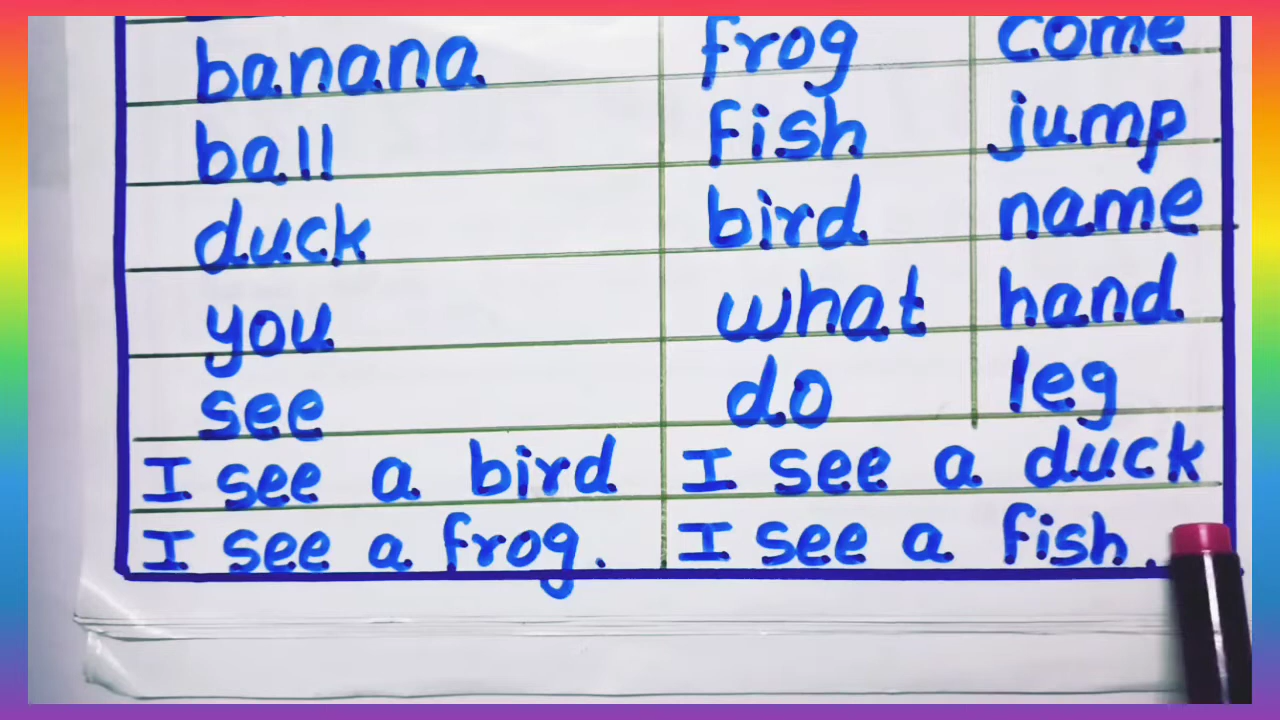 banana frog come
ball fish jump
duck bird name
you what hand
see do leg
I see a bird I see a duck
I see a frog. I see a fish.